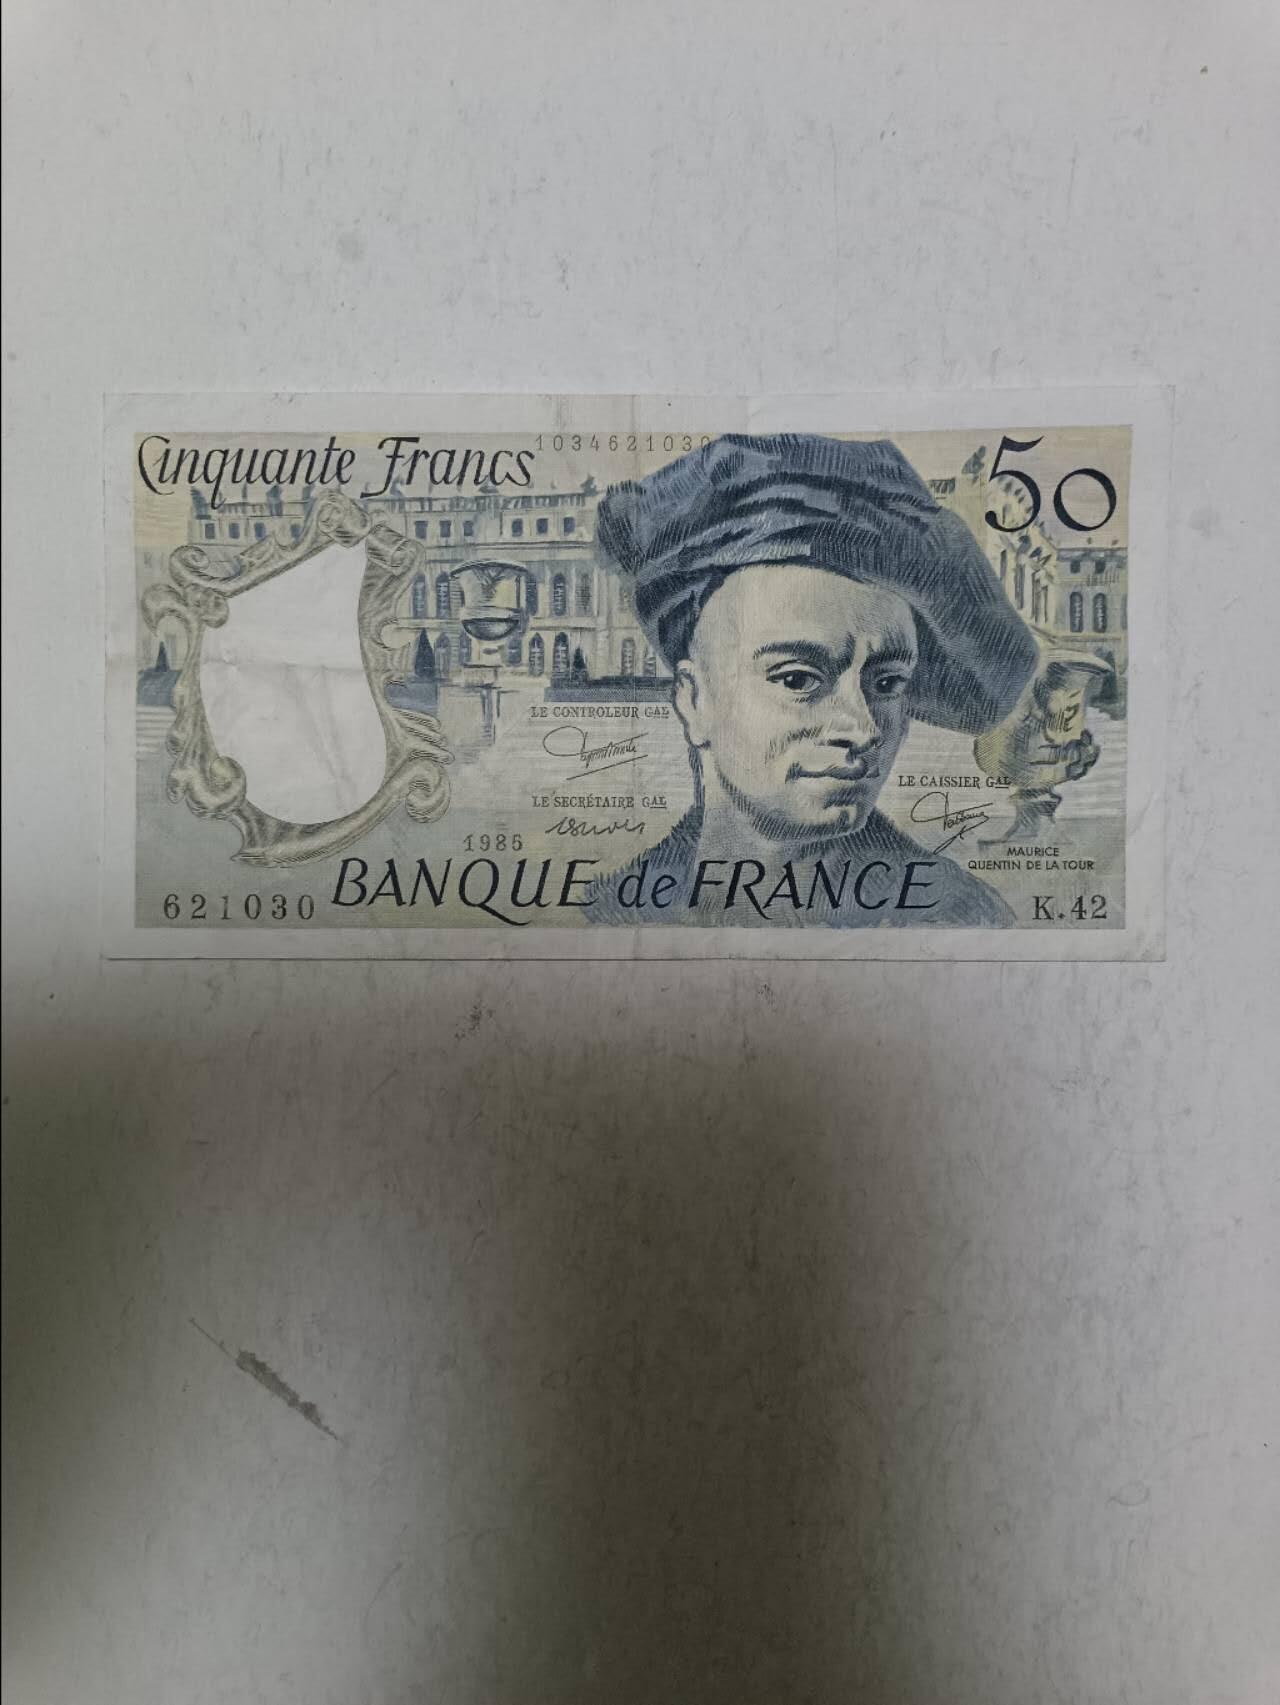 Cinquante Francs
1034621030
50
LE CONTROLEUR GAL
LE SECRÉTAIRE GAL
LE CAISSIER GAL
1985
MAURICE
QUENTIN DE LA TOUR
621030
BANQUE de FRANCE
K.42